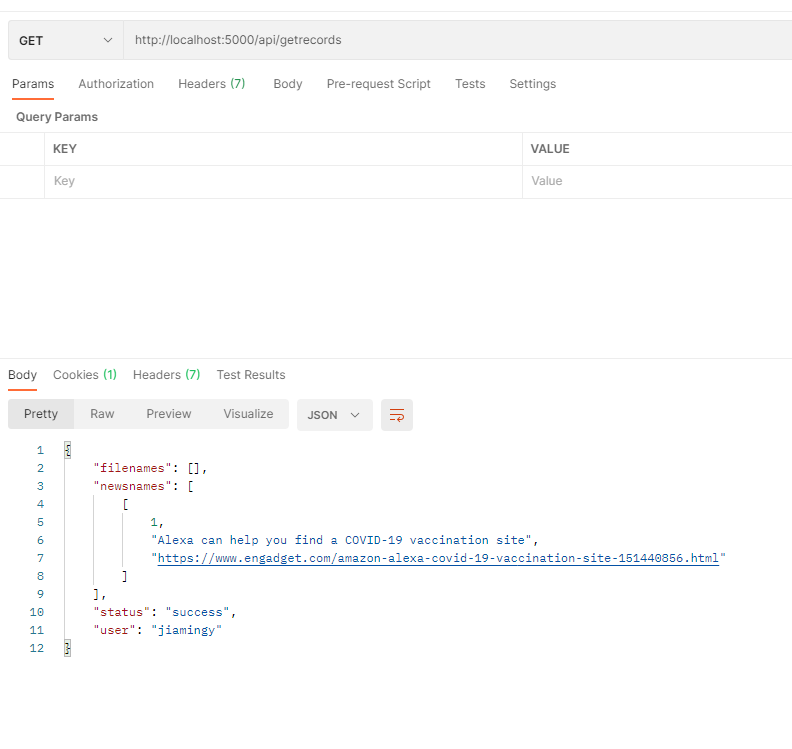 GET http://localhost:5000/api/getrecords
Params Authorization Headers (7) Body Pre-request Script Tests Settings
Query Params
KEY VALUE
Key Value
Body Cookies (1) Headers (7) Test Results
Pretty Raw Preview Visualize JSON
1 {
2 "filenames": [],
3 "newsnames": [
4 [
5 1,
6 "Alexa can help you find a COVID-19 vaccination site",
7 "https://www.engadget.com/amazon-alexa-covid-19-vaccination-site-151440856.html"
8 ]
9 ],
10 "status": "success",
11 "user": "jiamingy"
12 }